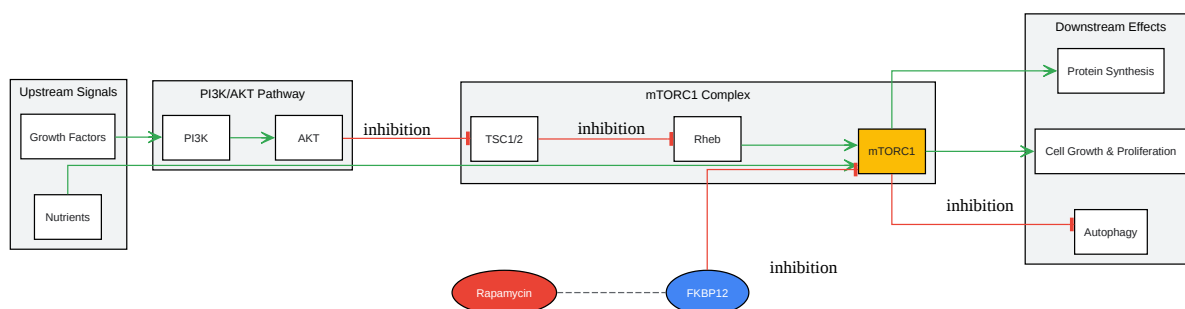 Downstream Effects
Protein Synthesis
Upstream Signals
PI3K/AKT Pathway
mTORC1 Complex
Growth Factors
PI3K
AKT
inhibition
TSC1/2
inhibition
Rheb
mTORC1
Cell Growth & Proliferation
Nutrients
inhibition
Autophagy
inhibition
Rapamycin
FKBP12